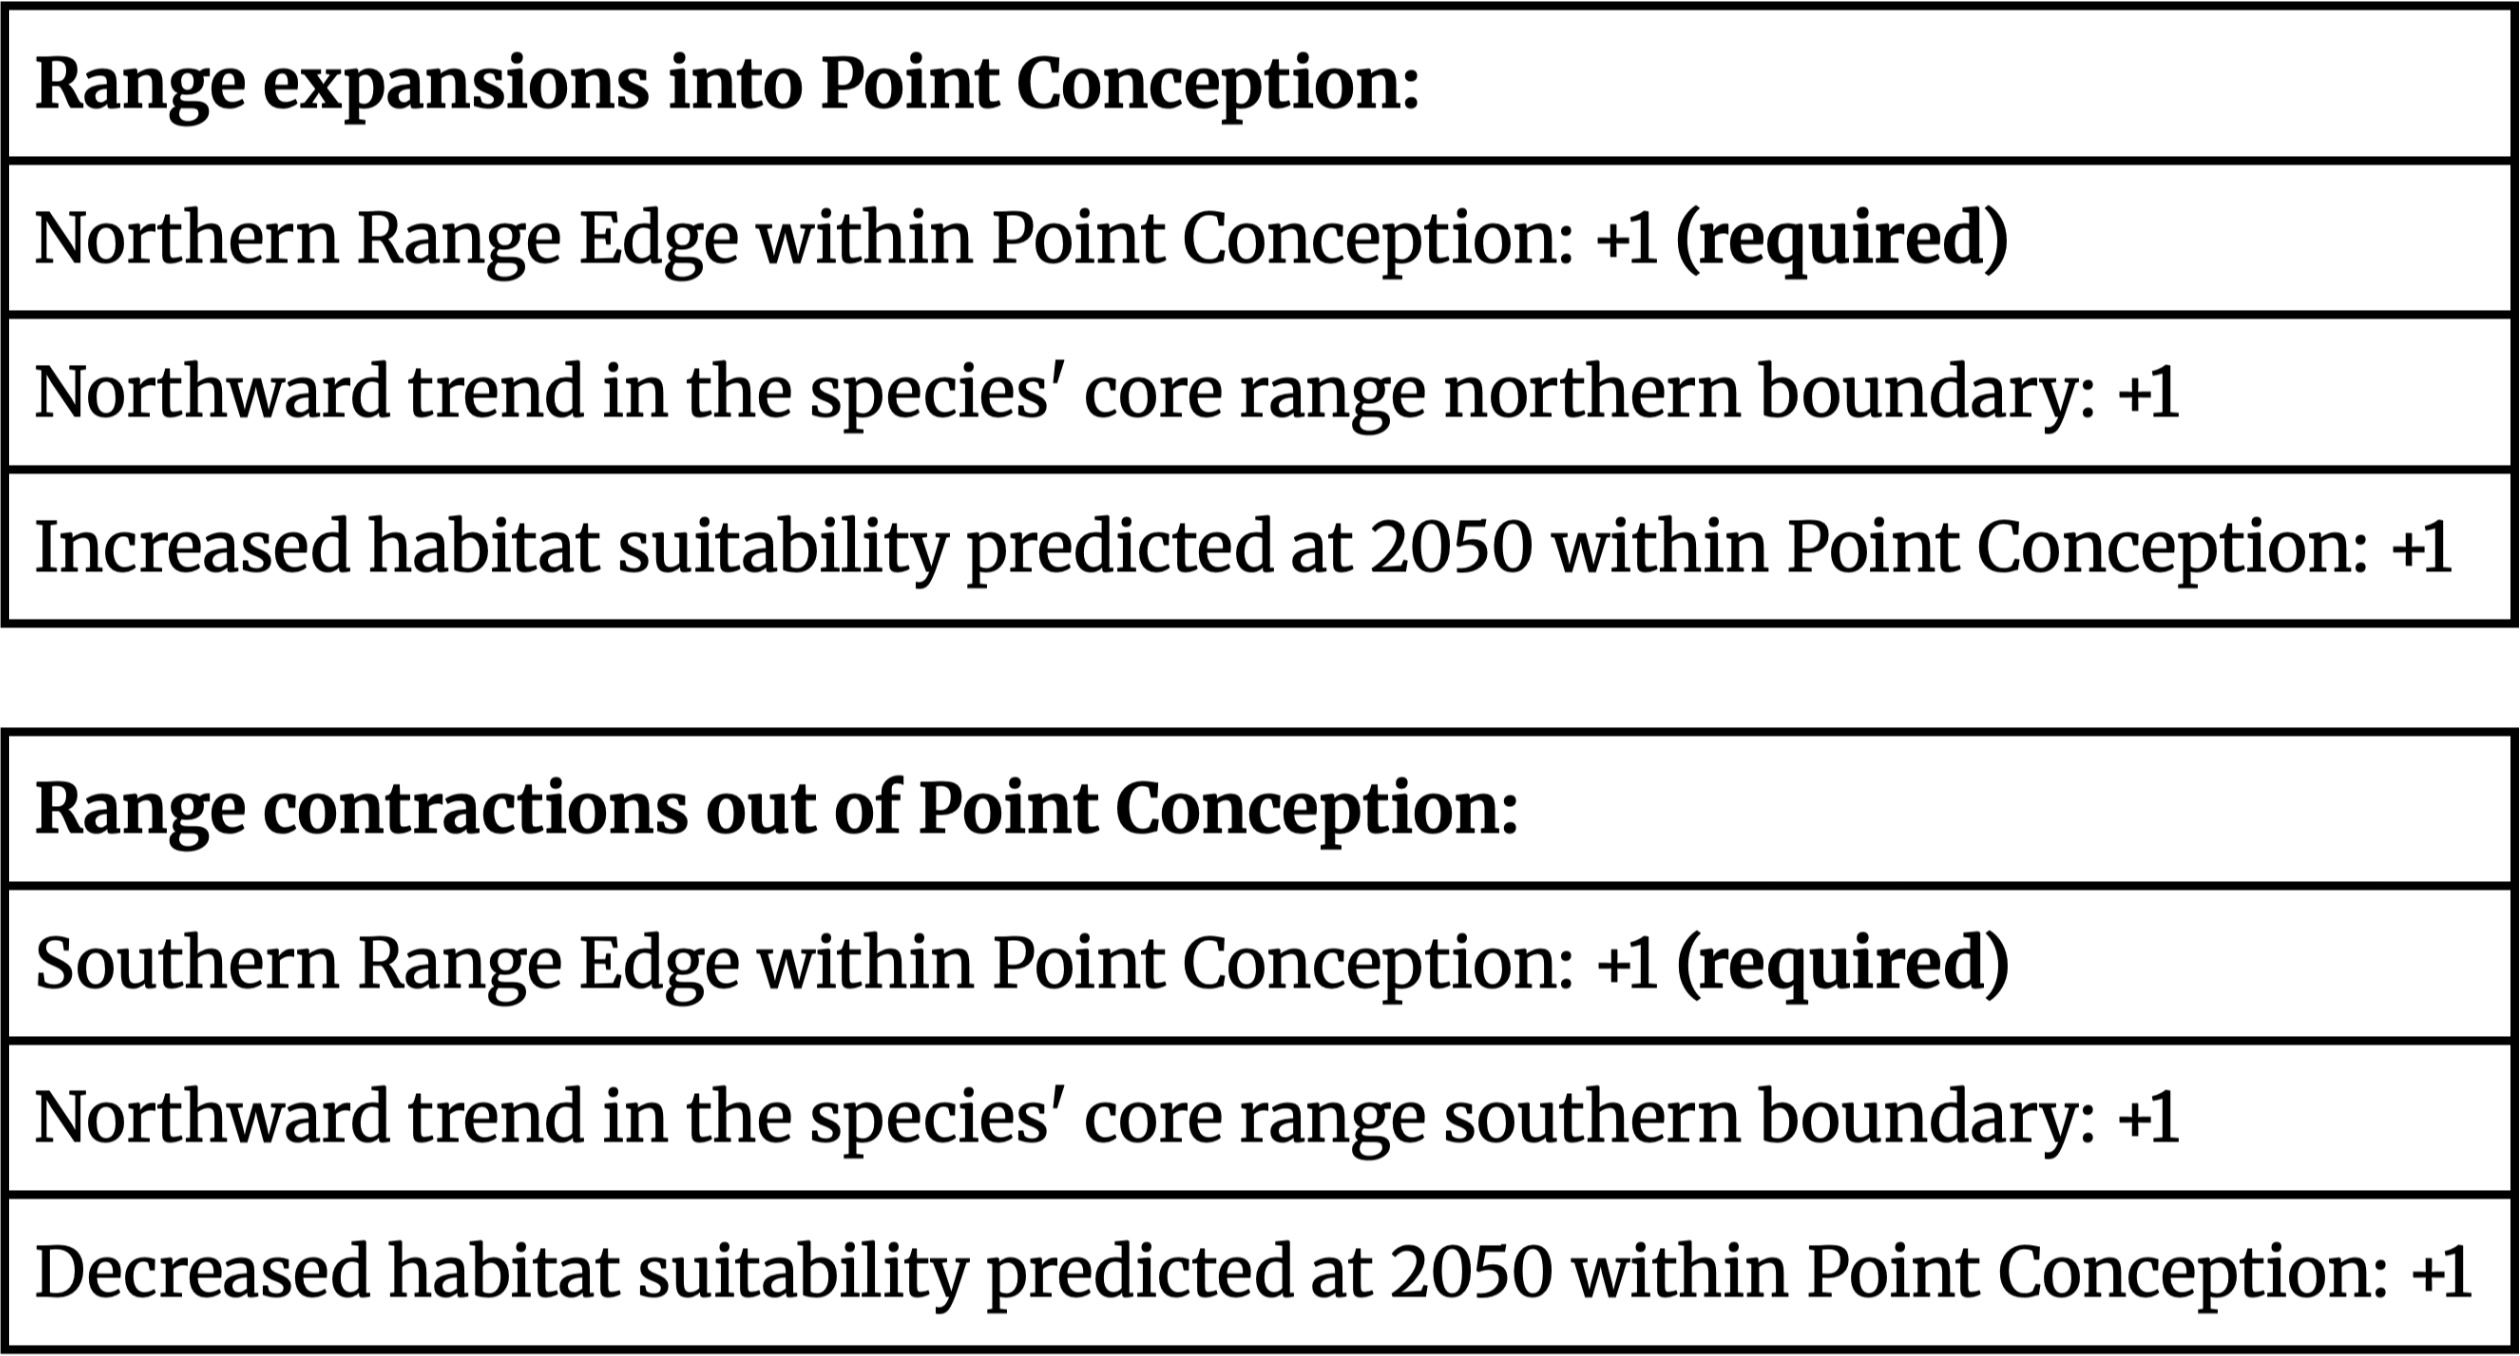 Range expansions into Point Conception:
Northern Range Edge within Point Conception: +1 (required)
Northward trend in the species' core range northern boundary: +1
Increased habitat suitability predicted at 2050 within Point Conception: +1
Range contractions out of Point Conception:
Southern Range Edge within Point Conception: +1 (required)
Northward trend in the species' core range southern boundary: +1
Decreased habitat suitability predicted at 2050 within Point Conception: +1